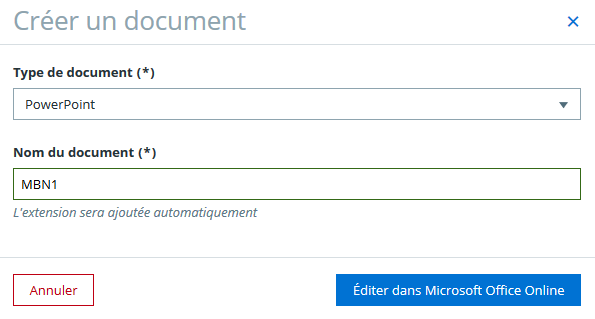 Créer un document
×
Type de document (*)
PowerPoint
Nom du document (*)
MBN1
L'extension sera ajoutée automatiquement
Annuler
Éditer dans Microsoft Office Online